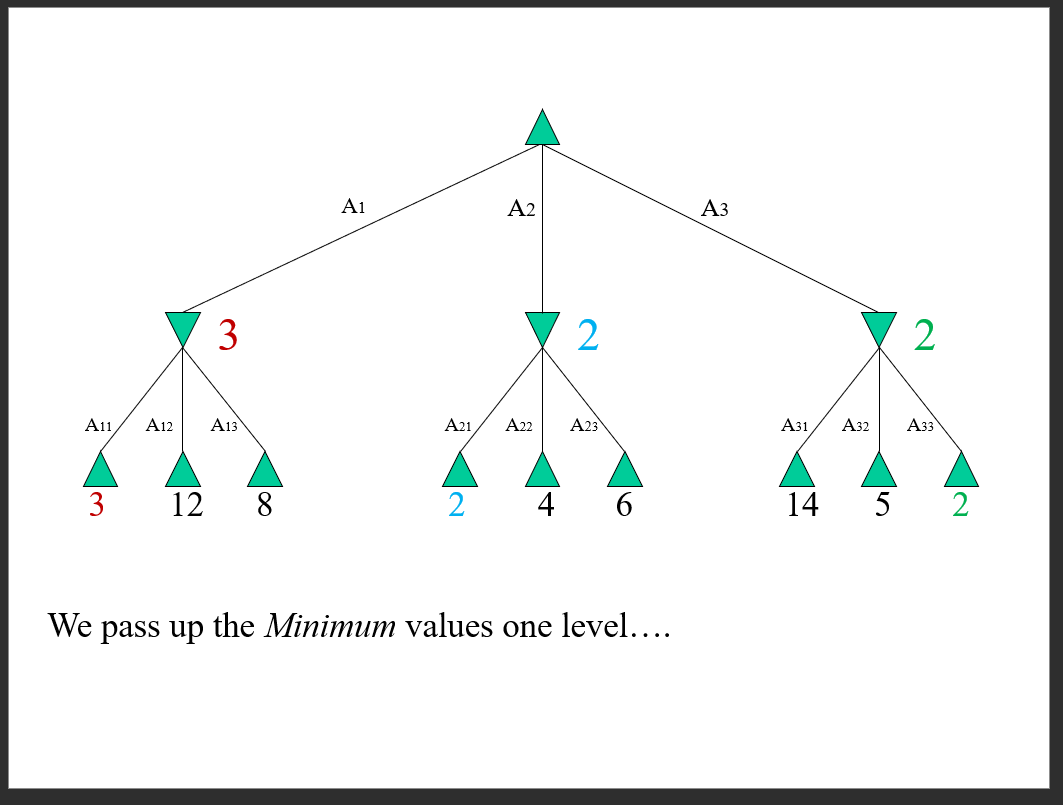 A1 A2 A3
3 2 2
A11 A12 A13 A21 A22 A23 A31 A32 A33
3 12 8 2 4 6 14 5 2
We pass up the Minimum values one level….